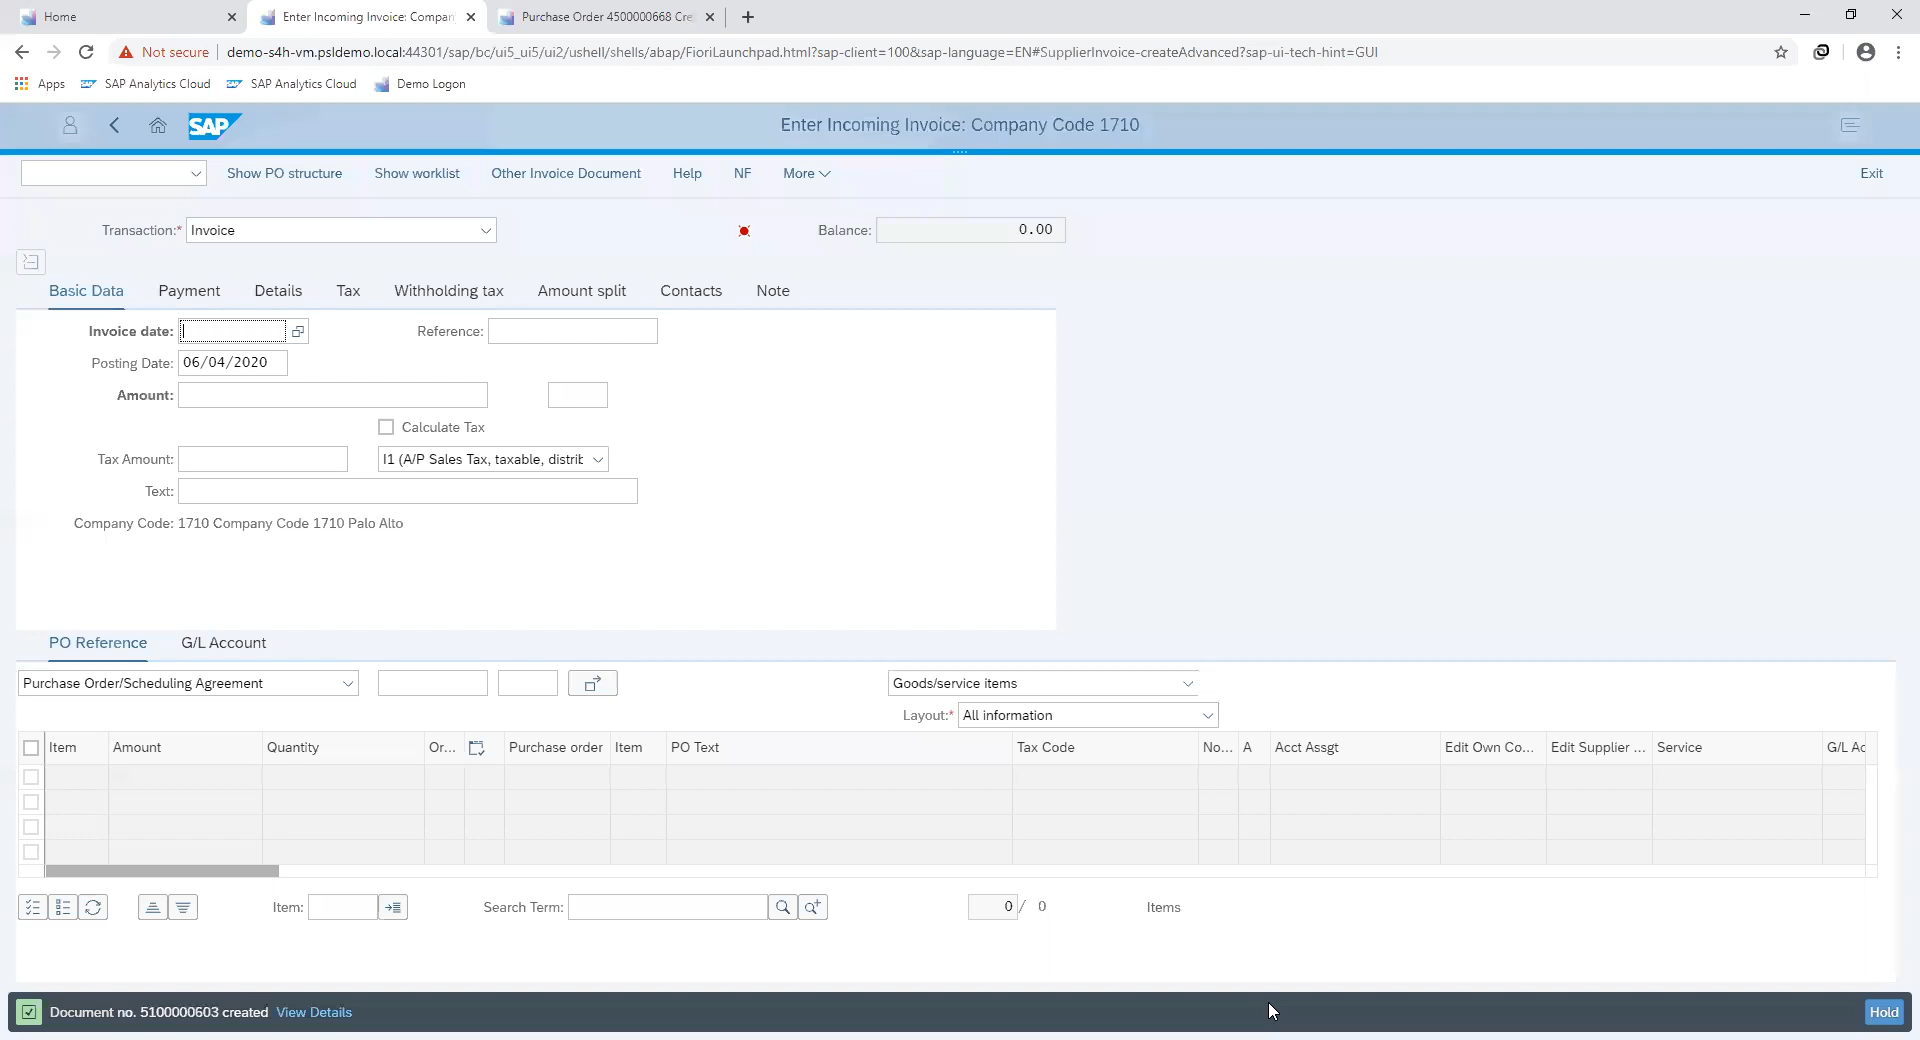 Home
Enter Incoming Invoice: Compan
Purchase Order 4500000668 Cre
Not secure
demo-s4h-vm.psldemo.local:44301/sap/bc/ui5_ui5/ui2/ushell/shells/abap/FioriLaunchpad.html?sap-client=100&sap-language=EN#SupplierInvoice-createAdvanced?sap-ui-tech-hint=GUI
Apps SAP Analytics Cloud SAP Analytics Cloud Demo Logon
SAP Enter Incoming Invoice: Company Code 1710
Show PO structure Show worklist Other Invoice Document Help NF More Exit
Transaction:* Invoice Balance: 0.00
Basic Data Payment Details Tax Withholding tax Amount split Contacts Note
Invoice date: Reference:
Posting Date: 06/04/2020
Amount:
Calculate Tax
Tax Amount: I1 (A/P Sales Tax, taxable, distrib
Text:
Company Code: 1710 Company Code 1710 Palo Alto
PO Reference G/L Account
Purchase Order/Scheduling Agreement Goods/service items
Layout:* All information
Item Amount Quantity Or... Purchase order Item PO Text Tax Code No... A Acct Assgt Edit Own Co... Edit Supplier ... Service G/L Ac
Item: Search Term: 0 / 0 Items
Document no. 5100000603 created View Details Hold